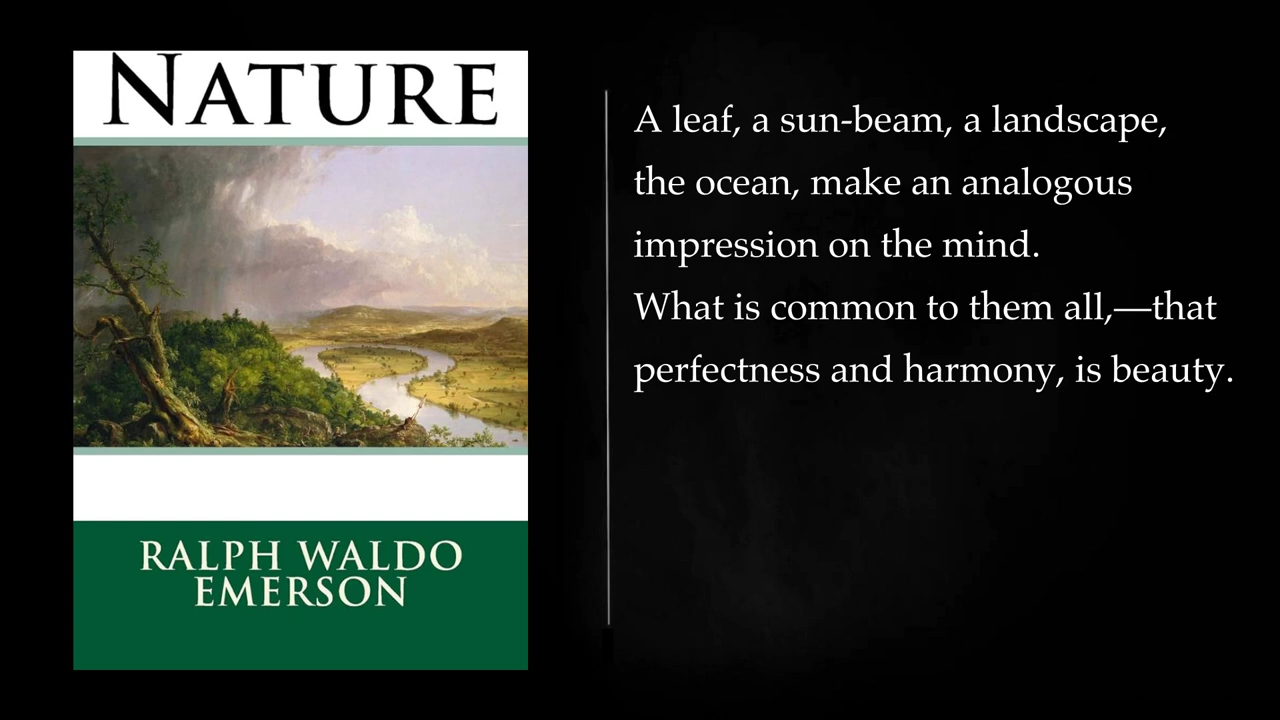 NATURE
RALPH WALDO
EMERSON
A leaf, a sun-beam, a landscape,
the ocean, make an analogous
impression on the mind.
What is common to them all,—that
perfectness and harmony, is beauty.